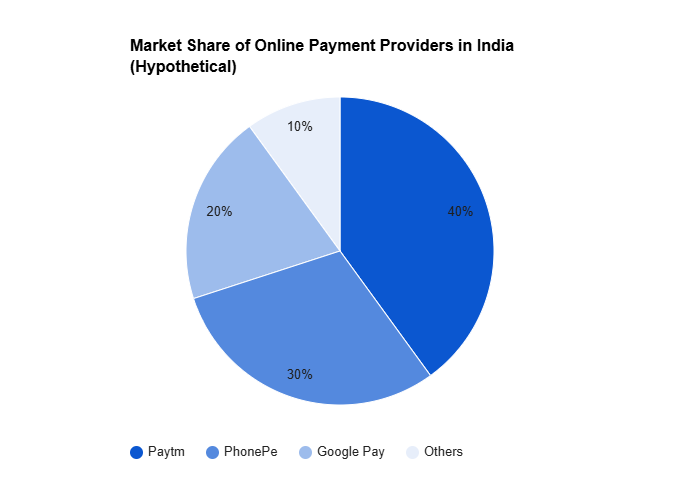 Market Share of Online Payment Providers in India
(Hypothetical)
10%
40%
20%
30%
Paytm
PhonePe
Google Pay
Others